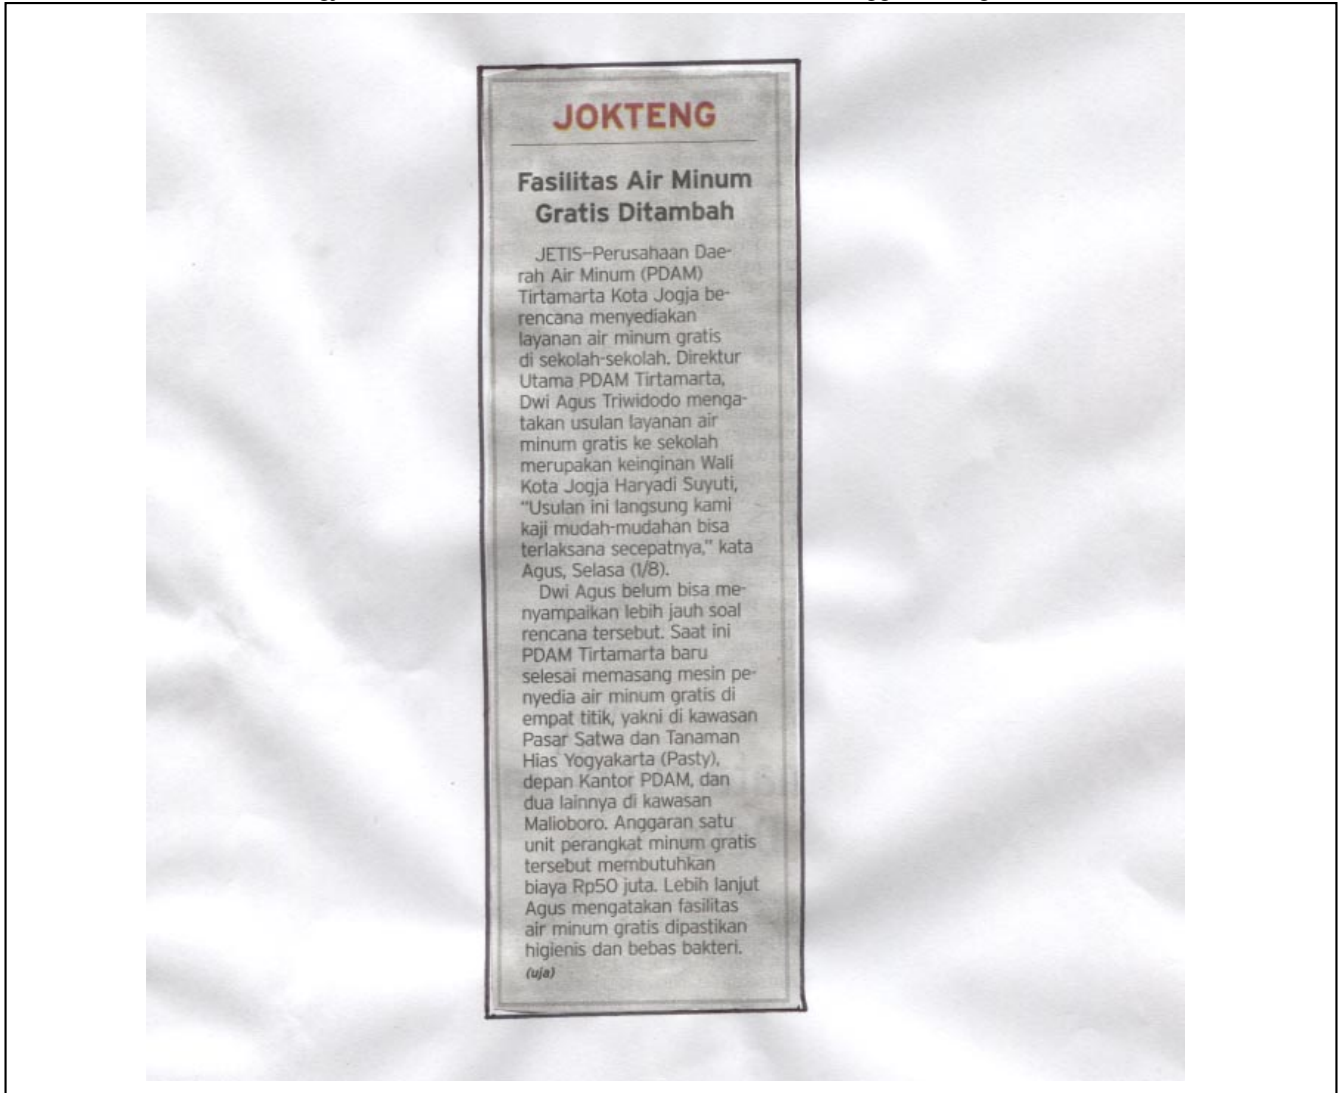 JOKTENG
Fasilitas Air Minum
Gratis Ditambah
JETIS–Perusahaan Dae-
rah Air Minum (PDAM)
Tirtamarta Kota Jogja be-
rencana menyediakan
layanan air minum gratis
di sekolah-sekolah. Direktur
Utama PDAM Tirtamarta,
Dwi Agus Triwidodo menga-
takan usulan layanan air
minum gratis ke sekolah
merupakan keinginan Wali
Kota Jogja Haryadi Suyuti,
“Usulan ini langsung kami
kaji mudah-mudahan bisa
terlaksana secepatnya,” kata
Agus, Selasa (1/8).
Dwi Agus belum bisa me-
nyampaikan lebih jauh soal
rencana tersebut. Saat ini
PDAM Tirtamarta baru
selesai memasang mesin pe-
nyedia air minum gratis di
empat titik, yakni di kawasan
Pasar Satwa dan Tanaman
Hias Yogyakarta (Pasty),
depan Kantor PDAM, dan
dua lainnya di kawasan
Malioboro. Anggaran satu
unit perangkat minum gratis
tersebut membutuhkan
biaya Rp50 juta. Lebih lanjut
Agus mengatakan fasilitas
air minum gratis dipastikan
higienis dan bebas bakteri.
(uja)